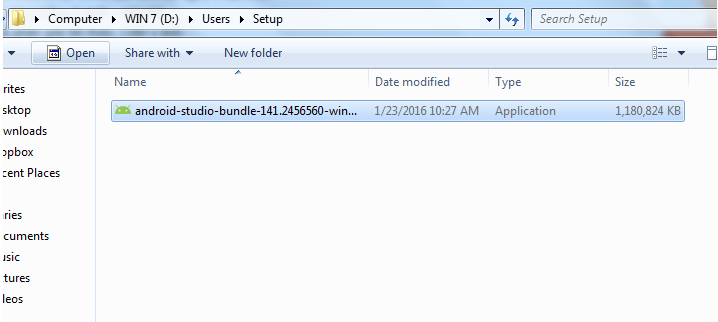 Computer WIN 7 (D:) Users Setup Search Setup
Open Share with New folder
Name Date modified Type Size
android-studio-bundle-141.2456560-win... 1/23/2016 10:27 AM Application 1,180,824 KB
rites
sktop
wnloads
opbox
cent Places
ries
cuments
usic
tures
leos